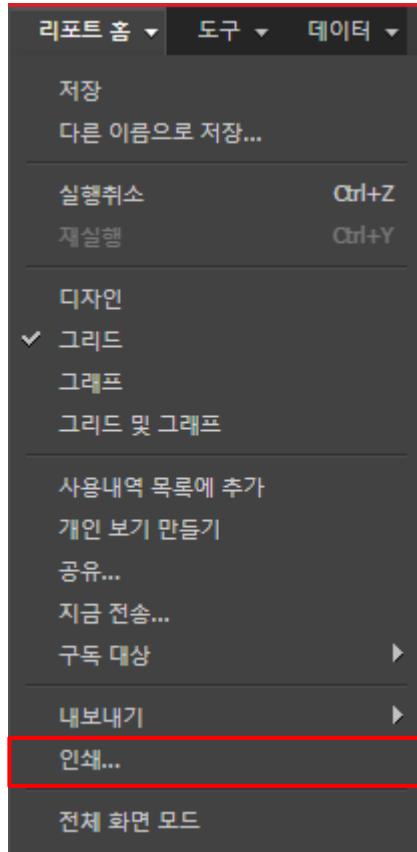 리포트 홈 도구 데이터
저장
다른 이름으로 저장...
실행취소 Ctrl+Z
재실행 Ctrl+Y
디자인
그리드
그래프
그리드 및 그래프
사용내역 목록에 추가
개인 보기 만들기
공유...
지금 전송...
구독 대상
내보내기
인쇄...
전체 화면 모드